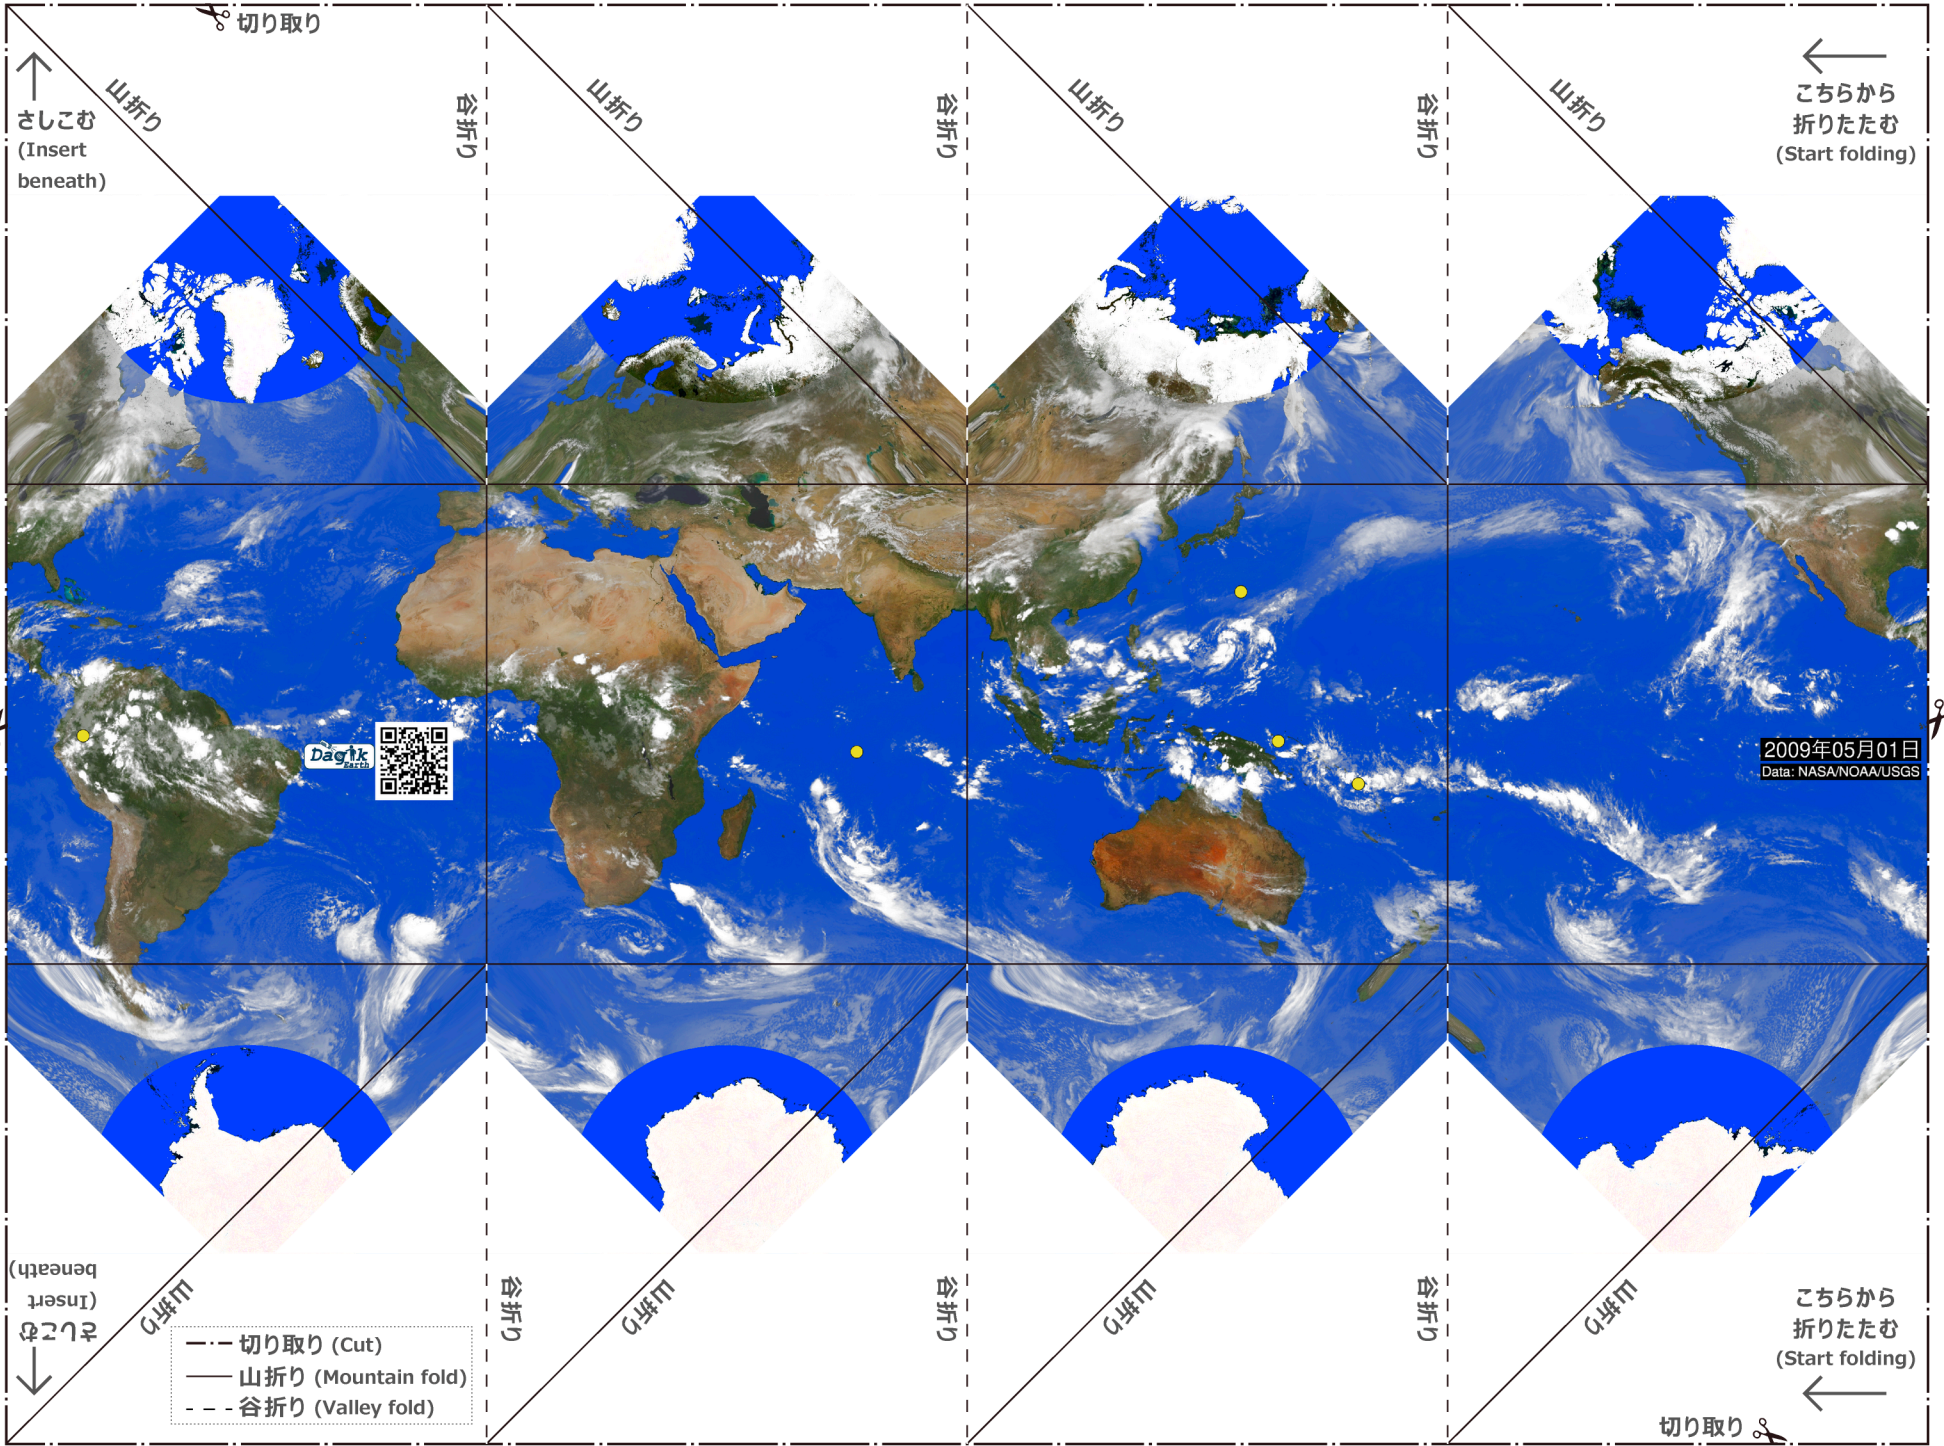 切り取り
さしこむ
(Insert
beneath)
山折り
谷折り
山折り
谷折り
山折り
谷折り
山折り
こちらから
折りたたむ
(Start folding)
Dagik
Earth
2009年05月01日
Data: NASA/NOAA/USGS
さしこむ
(Insert
beneath)
山折り
谷折り
山折り
谷折り
山折り
谷折り
山折り
こちらから
折りたたむ
(Start folding)
切り取り (Cut)
山折り (Mountain fold)
谷折り (Valley fold)
切り取り